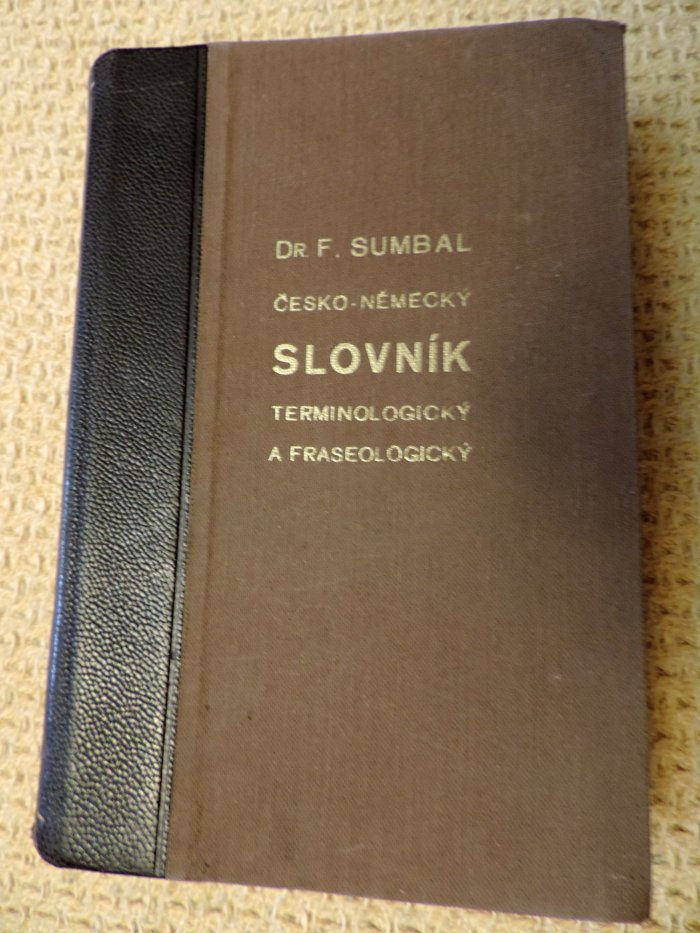 DR. F. SUMBAL
ČESKO-NĚMECKÝ
SLOVNÍK
TERMINOLOGICKÝ
A FRASEOLOGICKÝ